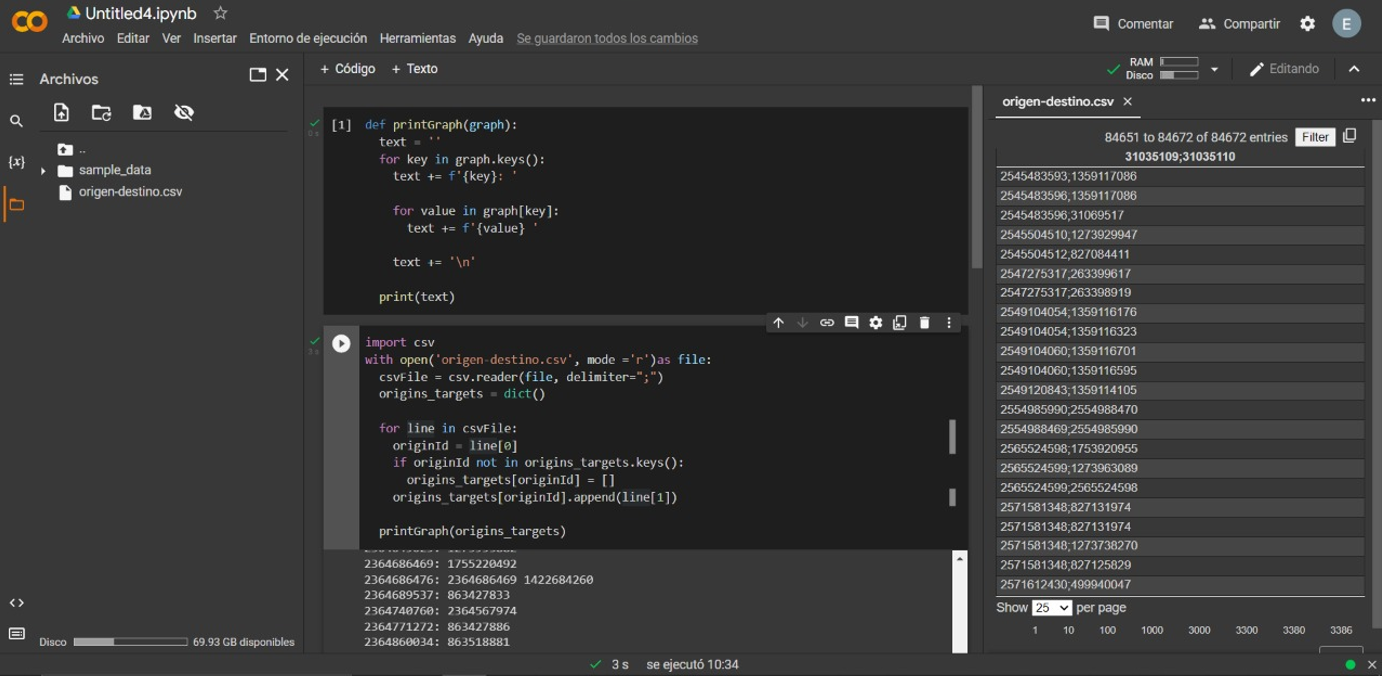 Untitled4.ipynb
Archivo Editar Ver Insertar Entorno de ejecución Herramientas Ayuda Se guardaron todos los cambios
Comentar Compartir E
Archivos
+ Código + Texto
RAM
Disco
Editando
..
sample_data
origen-destino.csv
{x}
[1] def printGraph(graph):
text = ''
for key in graph.keys():
text += f'{key}: '
for value in graph[key]:
text += f'{value} '
text += '\n'
print(text)
0 s
3 s
import csv
with open('origen-destino.csv', mode ='r')as file:
csvFile = csv.reader(file, delimiter=";")
origins_targets = dict()
for line in csvFile:
originId = line[0]
if originId not in origins_targets.keys():
origins_targets[originId] = []
origins_targets[originId].append(line[1])
printGraph(origins_targets)
2364686469: 1755220492
2364686476: 2364686469 1422684260
2364689537: 863427833
2364740760: 2364567974
2364771272: 863427886
2364860034: 863518881
origen-destino.csv
84651 to 84672 of 84672 entries Filter
31035109;31035110
2545483593;1359117086
2545483596;1359117086
2545483596;31069517
2545504510;1273929947
2545504512;827084411
2547275317;263399617
2547275317;263398919
2549104054;1359116176
2549104054;1359116323
2549104060;1359116701
2549104060;1359116595
2549120843;1359114105
2554985990;2554988470
2554988469;2554985990
2565524598;1753920955
2565524599;1273963089
2565524599;2565524598
2571581348;827131974
2571581348;827131974
2571581348;1273738270
2571581348;827125829
2571612430;499940047
Show 25 per page
1 10 100 1000 3000 3300 3380 3386
Disco 69.93 GB disponibles
3 s se ejecutó 10:34